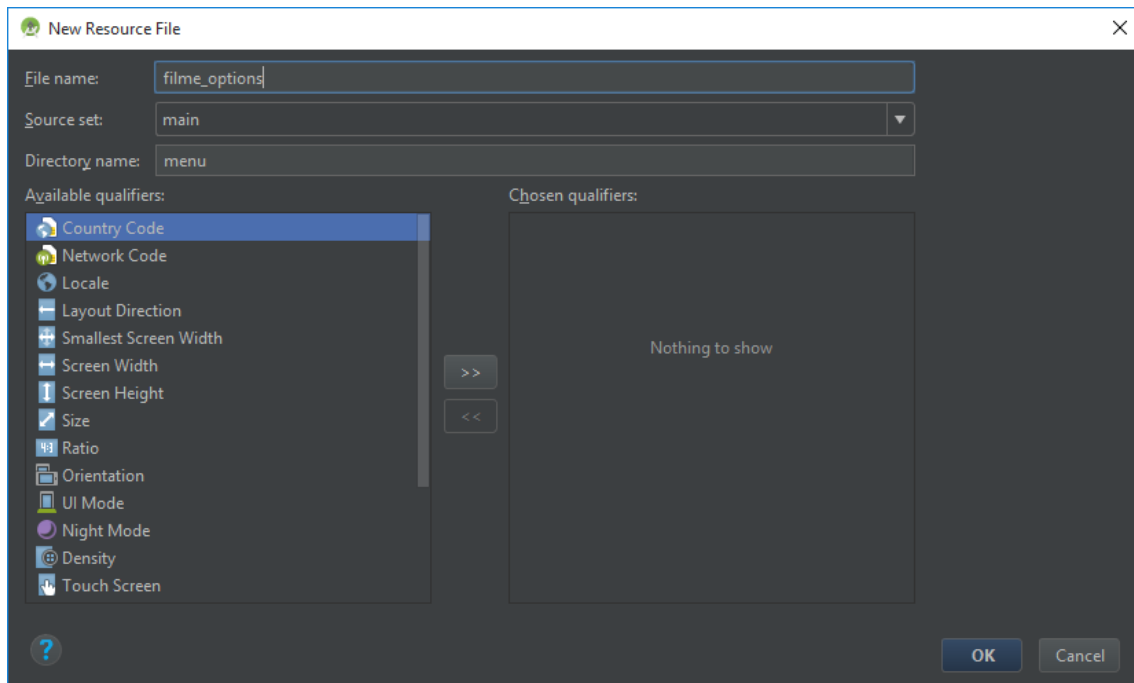 New Resource File
File name: filme_options
Source set: main
Directory name: menu
Available qualifiers:
Chosen qualifiers:
Country Code
Network Code
Locale
Layout Direction
Smallest Screen Width
Screen Width
Screen Height
Size
Ratio
Orientation
UI Mode
Night Mode
Density
Touch Screen
>>
<<
Nothing to show
?
OK
Cancel